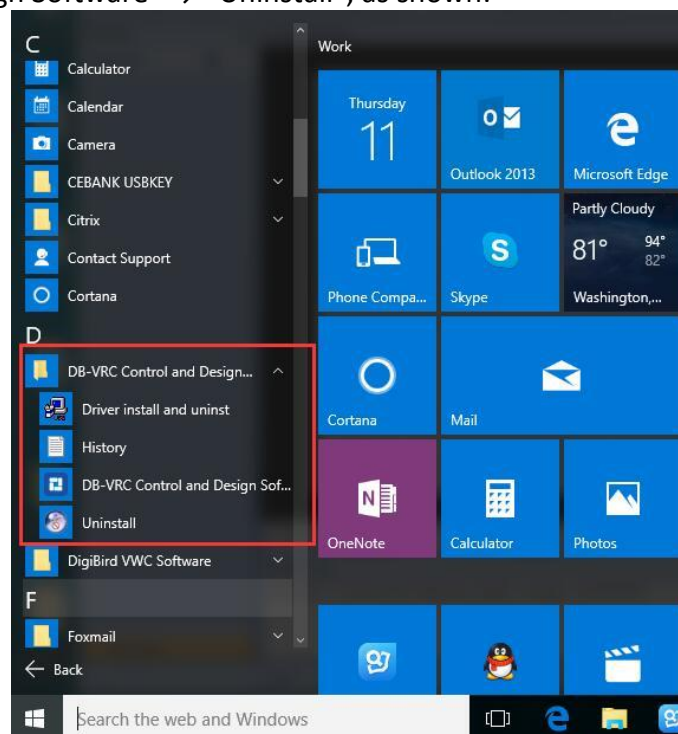 gn Software" → "Uninstall", as shown:
C
Calculator
Calendar
Camera
CEBANK USBKEY
Citrix
Contact Support
Cortana
D
DB-VRC Control and Design...
Driver install and uninst
History
DB-VRC Control and Design Sof...
Uninstall
DigiBird VWC Software
F
Foxmail
Back
Work
Thursday
11
Outlook 2013
Microsoft Edge
Phone Compa...
Skype
Partly Cloudy
81° 94°
82°
Washington,...
Cortana
Mail
OneNote
Calculator
Photos
Search the web and Windows